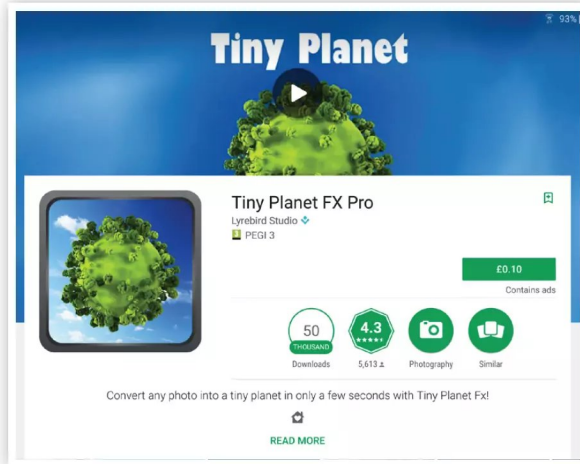 93%
Tiny Planet
Tiny Planet FX Pro
Lyrebird Studio
3 PEGI 3
£0.10
Contains ads
50
THOUSAND
Downloads
4.3
5,613
Photography
Similar
Convert any photo into a tiny planet in only a few seconds with Tiny Planet Fx!
READ MORE